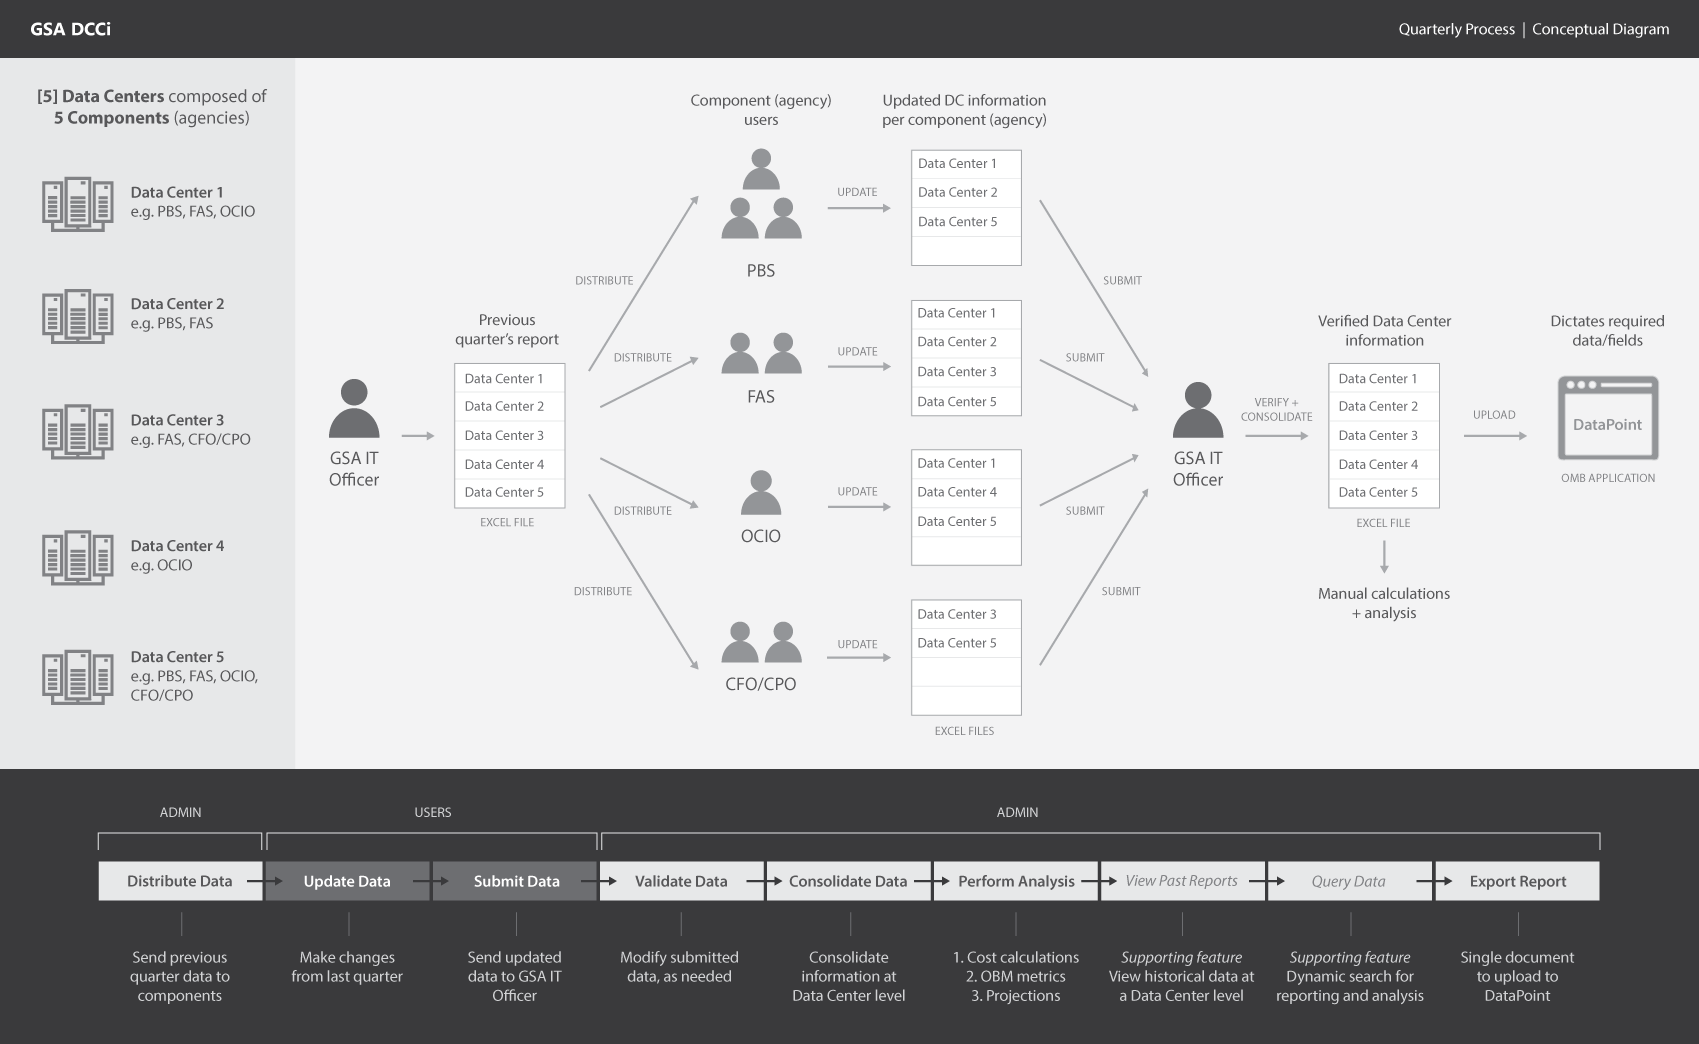 GSA DCCi
Quarterly Process | Conceptual Diagram
[5] Data Centers composed of
5 Components (agencies)
Data Center 1
e.g. PBS, FAS, OCIO
Data Center 2
e.g. PBS, FAS
Data Center 3
e.g. FAS, CFO/CPO
Data Center 4
e.g. OCIO
Data Center 5
e.g. PBS, FAS, OCIO,
CFO/CPO
GSA IT
Officer
Previous
quarter's report
Data Center 1
Data Center 2
Data Center 3
Data Center 4
Data Center 5
EXCEL FILE
DISTRIBUTE
DISTRIBUTE
DISTRIBUTE
DISTRIBUTE
Component (agency)
users
PBS
FAS
OCIO
CFO/CPO
UPDATE
UPDATE
UPDATE
UPDATE
Updated DC information
per component (agency)
Data Center 1
Data Center 2
Data Center 5
Data Center 1
Data Center 2
Data Center 3
Data Center 5
Data Center 1
Data Center 4
Data Center 5
Data Center 3
Data Center 5
EXCEL FILES
SUBMIT
SUBMIT
SUBMIT
SUBMIT
GSA IT
Officer
VERIFY +
CONSOLIDATE
Verified Data Center
information
Data Center 1
Data Center 2
Data Center 3
Data Center 4
Data Center 5
EXCEL FILE
Manual calculations
+ analysis
UPLOAD
Dictates required
data/fields
DataPoint
OMB APPLICATION
ADMIN
USERS
ADMIN
Distribute Data
Update Data
Submit Data
Validate Data
Consolidate Data
Perform Analysis
View Past Reports
Query Data
Export Report
Send previous
quarter data to
components
Make changes
from last quarter
Send updated
data to GSA IT
Officer
Modify submitted
data, as needed
Consolidate
information at
Data Center level
1. Cost calculations
2. OBM metrics
3. Projections
Supporting feature
View historical data at
a Data Center level
Supporting feature
Dynamic search for
reporting and analysis
Single document
to upload to
DataPoint